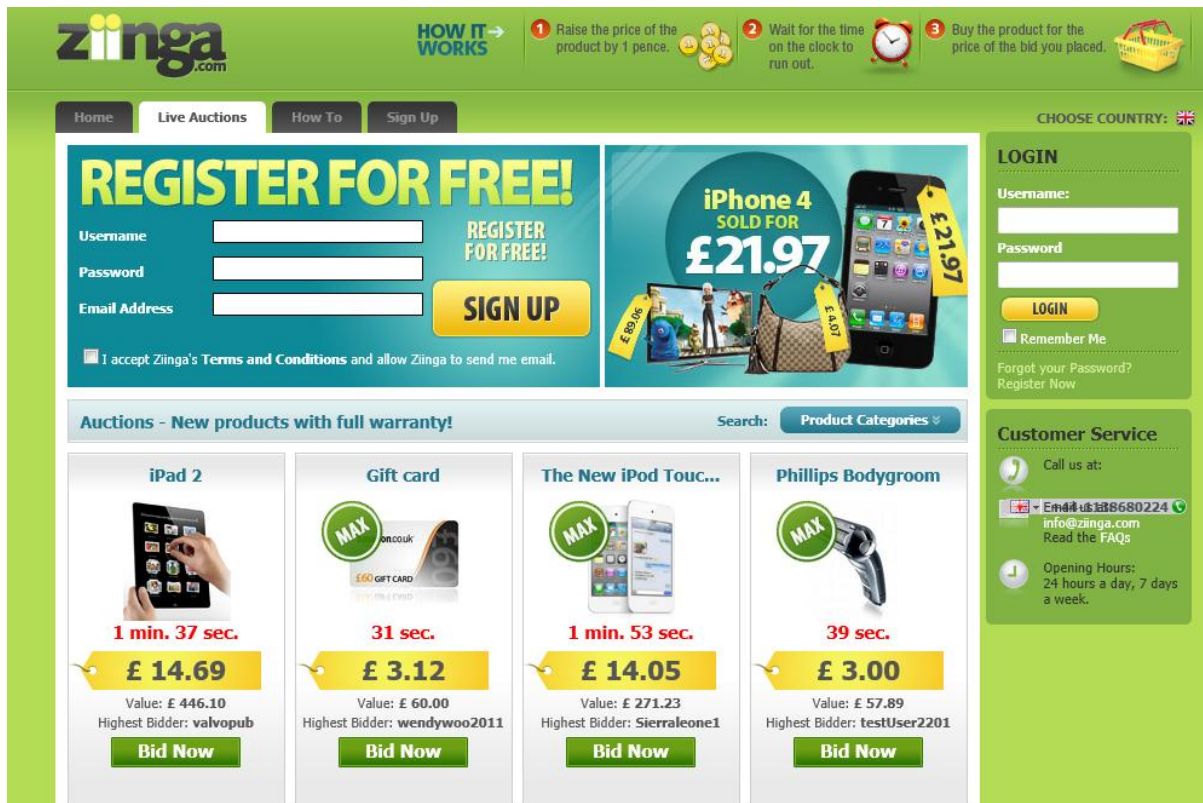 ziinga
.com
HOW IT
WORKS
1 Raise the price of the
product by 1 pence.
2 Wait for the time
on the clock to
run out.
3 Buy the product for the
price of the bid you placed.
Home
Live Auctions
How To
Sign Up
CHOOSE COUNTRY:
REGISTER FOR FREE!
Username
Password
Email Address
REGISTER
FOR FREE!
SIGN UP
I accept Ziinga's Terms and Conditions and allow Ziinga to send me email.
iPhone 4
SOLD FOR
£21.97
£21.97
£ 89.06
£ 4.07
LOGIN
Username:
Password
LOGIN
Remember Me
Forgot your Password?
Register Now
Auctions - New products with full warranty!
Search:
Product Categories
Customer Service
Call us at:
+44-1138680224
info@ziinga.com
Read the FAQs
Opening Hours:
24 hours a day, 7 days
a week.
iPad 2
1 min. 37 sec.
£ 14.69
Value: £ 446.10
Highest Bidder: valvopub
Bid Now
Gift card
MAX
on.co.uk
£60 GIFT CARD
31 sec.
£ 3.12
Value: £ 60.00
Highest Bidder: wendywoo2011
Bid Now
The New iPod Touc...
MAX
1 min. 53 sec.
£ 14.05
Value: £ 271.23
Highest Bidder: Sierraleone1
Bid Now
Phillips Bodygroom
MAX
39 sec.
£ 3.00
Value: £ 57.89
Highest Bidder: testUser2201
Bid Now